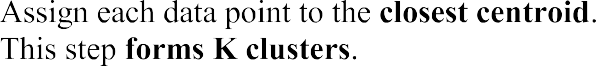 Assign each data point to the closest centroid.
This step forms K clusters.